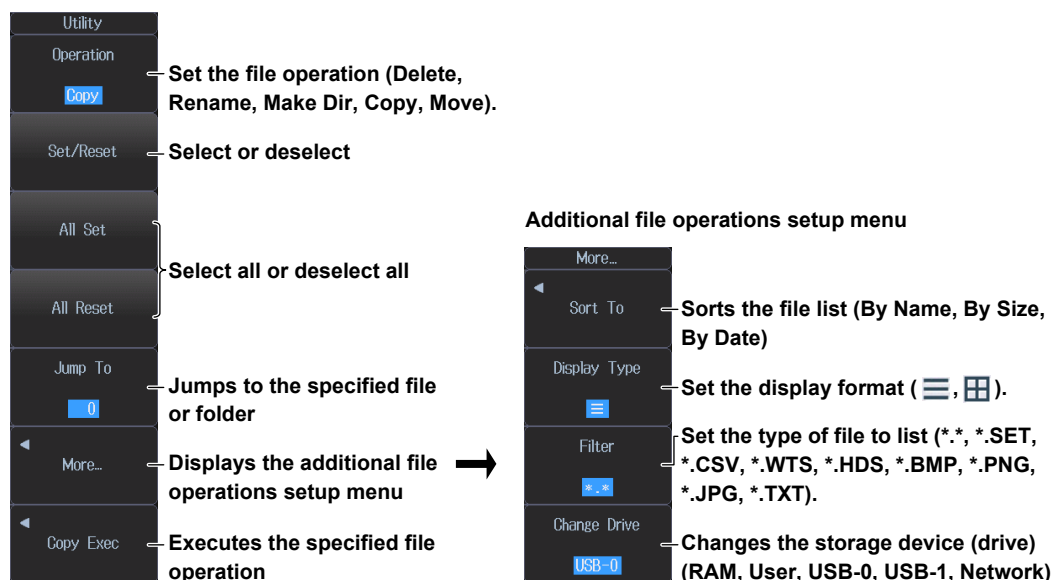 Utility
Operation
Copy
Set the file operation (Delete,
Rename, Make Dir, Copy, Move).
Set/Reset
Select or deselect
All Set
All Reset
Select all or deselect all
Jump To
0
Jumps to the specified file
or folder
More...
Displays the additional file
operations setup menu
Copy Exec
Executes the specified file
operation
Additional file operations setup menu
More...
Sort To
Sorts the file list (By Name, By Size,
By Date)
Display Type
Set the display format ( , ).
Filter
*.*
Set the type of file to list (*.*, *.SET,
*.CSV, *.WTS, *.HDS, *.BMP, *.PNG,
*.JPG, *.TXT).
Change Drive
USB-0
Changes the storage device (drive)
(RAM, User, USB-0, USB-1, Network)